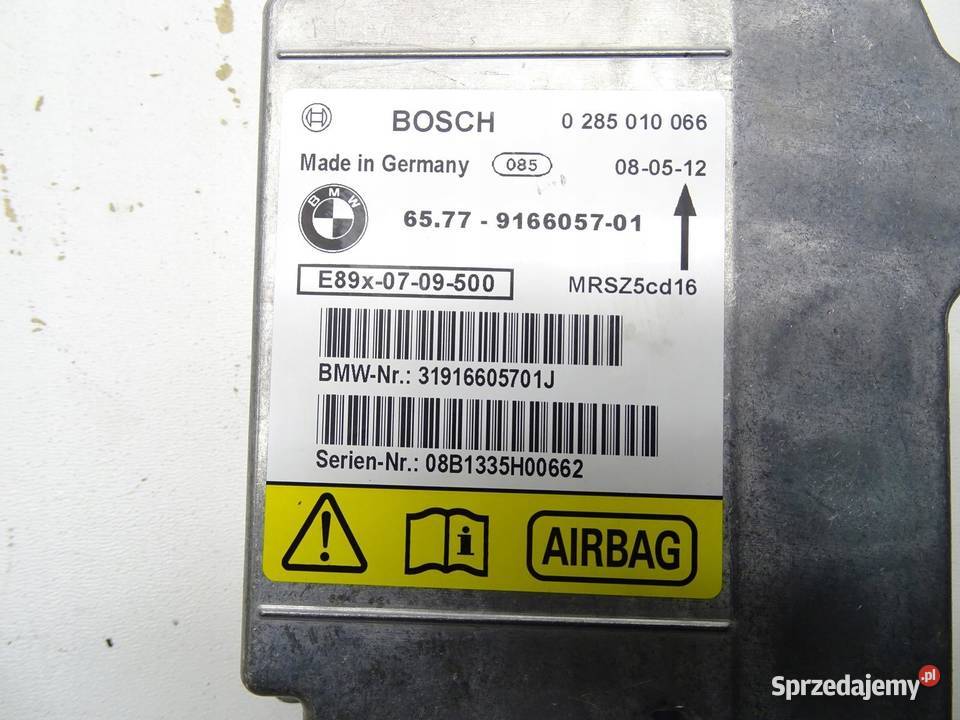 BOSCH 0 285 010 066
Made in Germany 085 08-05-12
BMW
65.77 - 9166057-01
E89x-07-09-500 MRSZ5cd16
BMW-Nr.: 31916605701J
Serien-Nr.: 08B1335H00662
AIRBAG
Sprzedajemy.pl